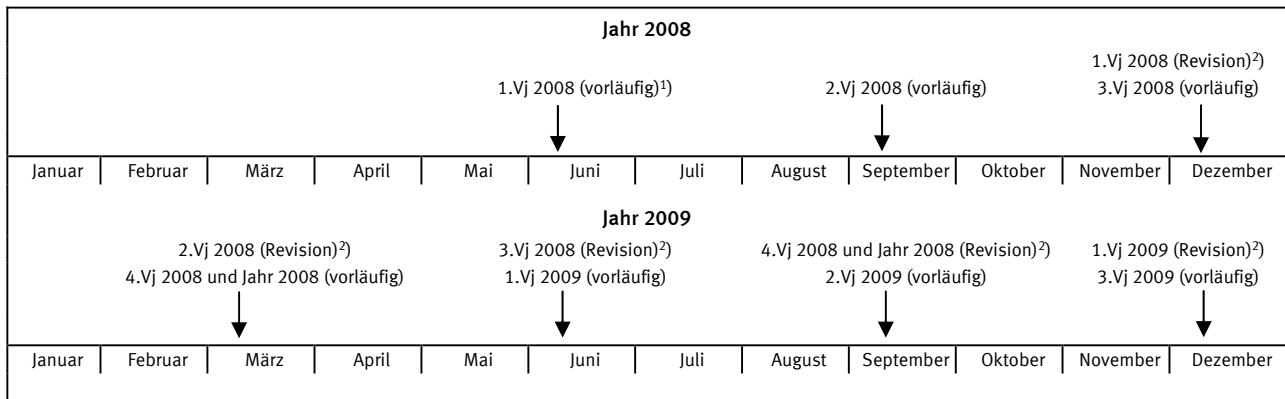 Jahr 2008
1.Vj 2008 (Revision)²)
1.Vj 2008 (vorläufig)¹) 2.Vj 2008 (vorläufig) 3.Vj 2008 (vorläufig)
Januar Februar März April Mai Juni Juli August September Oktober November Dezember
Jahr 2009
2.Vj 2008 (Revision)²) 3.Vj 2008 (Revision)²) 4.Vj 2008 und Jahr 2008 (Revision)²) 1.Vj 2009 (Revision)²)
4.Vj 2008 und Jahr 2008 (vorläufig) 1.Vj 2009 (vorläufig) 2.Vj 2009 (vorläufig) 3.Vj 2009 (vorläufig)
Januar Februar März April Mai Juni Juli August September Oktober November Dezember